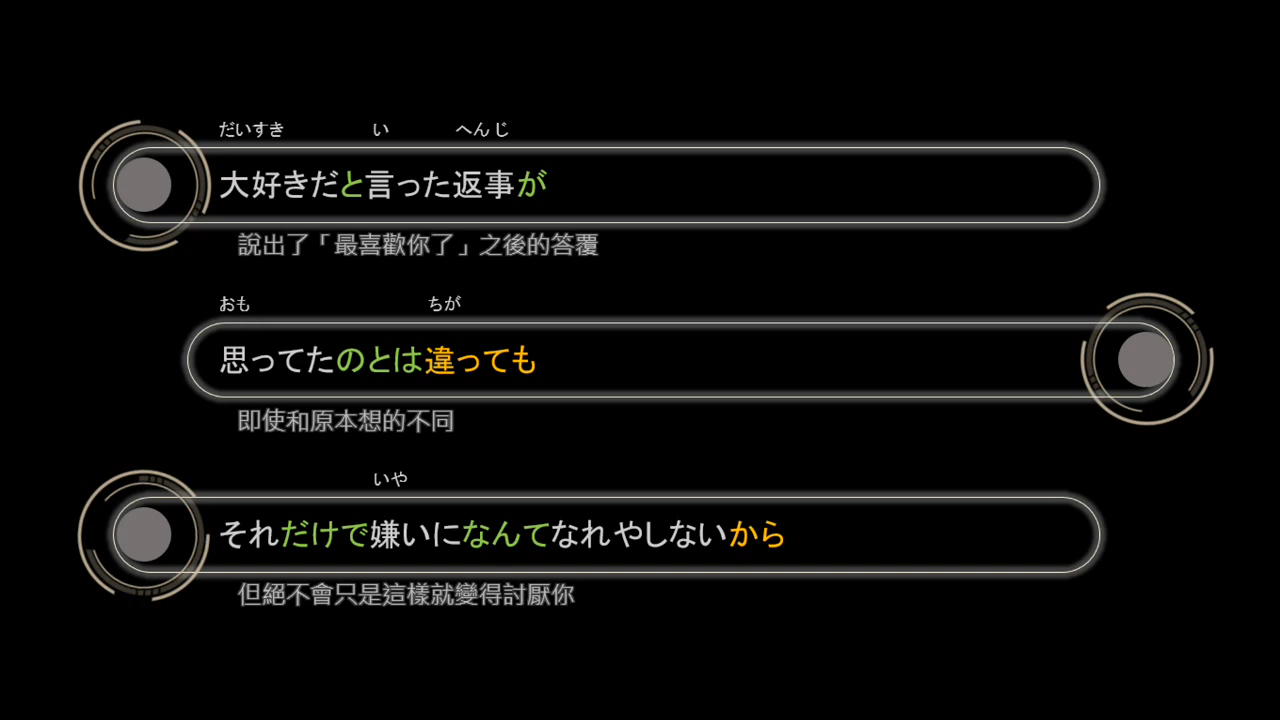 だいすき い へんじ
大好きだと言った返事が
說出了「最喜歡你了」之後的答覆
おも ちが
思ってたのとは違っても
即使和原本想的不同
いや
それだけで嫌いになんてなれやしないから
但絕不會只是這樣就變得討厭你